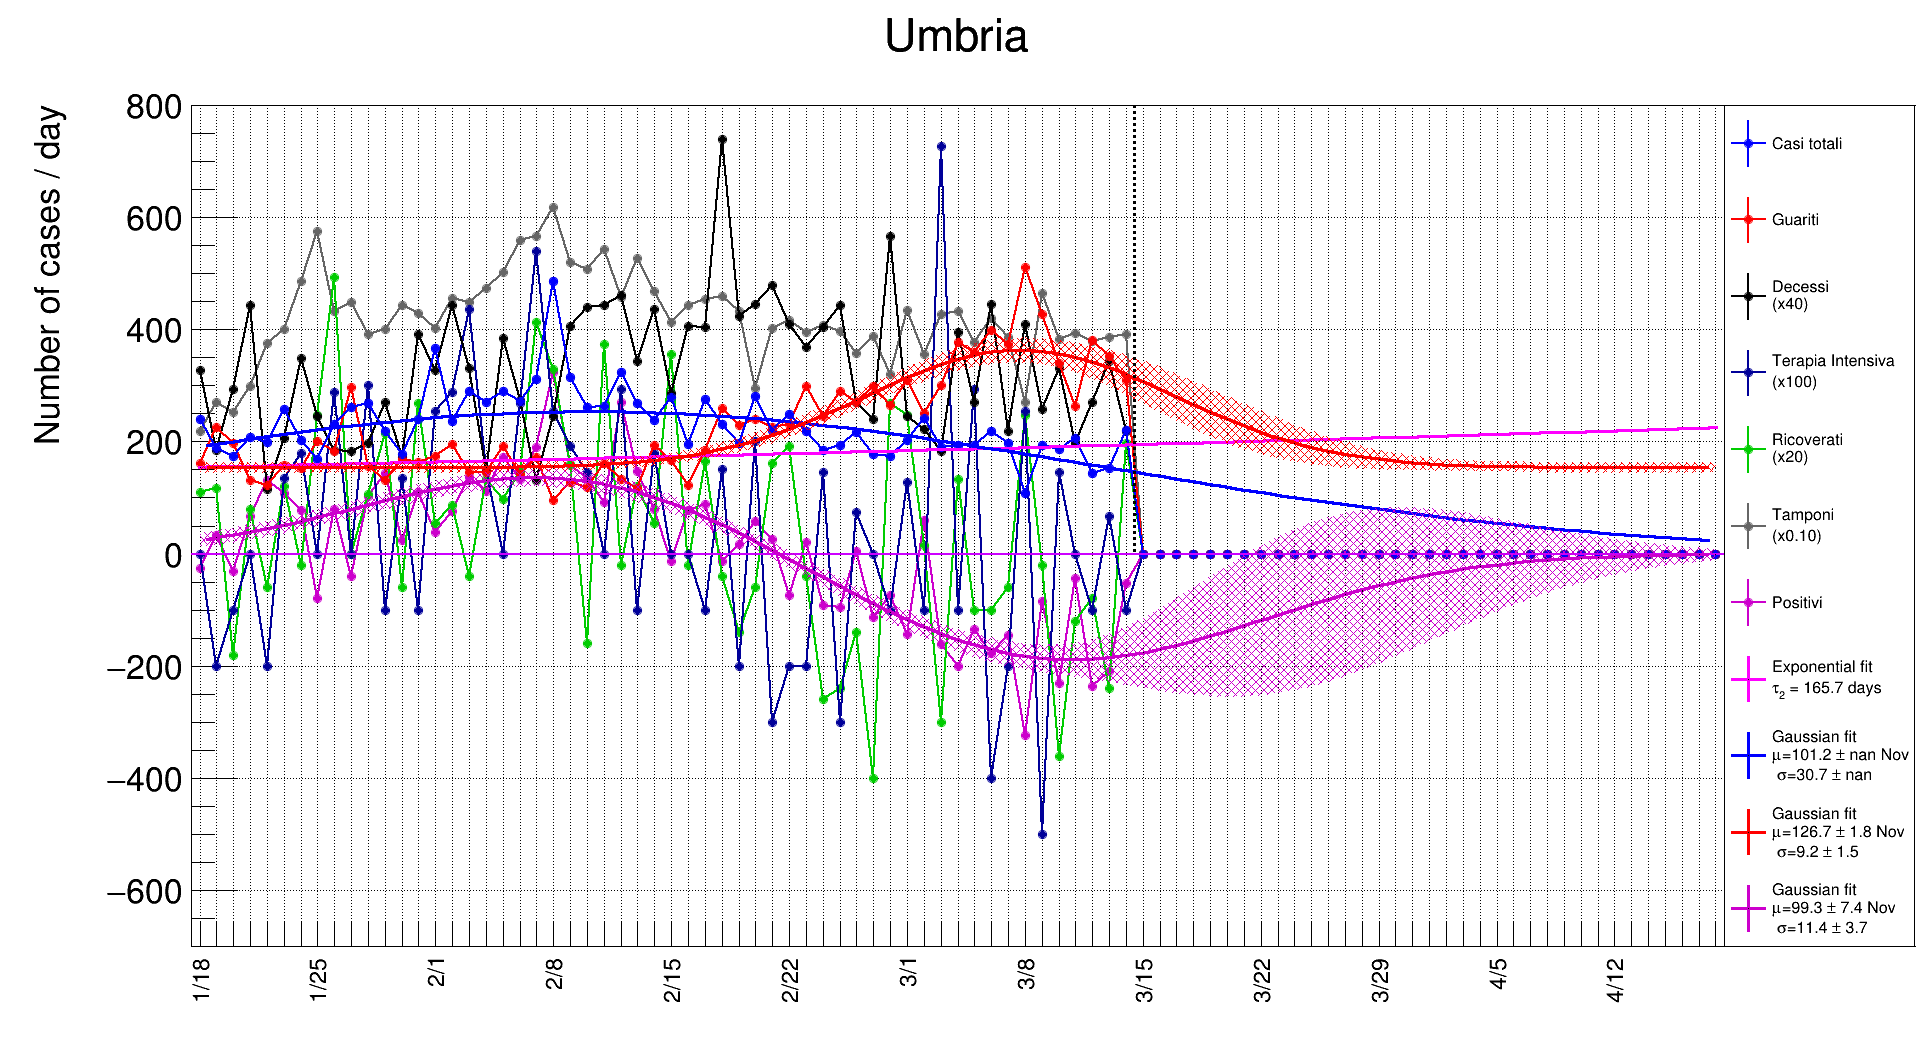 Umbria
Number of cases / day
800
600
400
200
0
−200
−400
−600
1/18
1/25
2/1
2/8
2/15
2/22
3/1
3/8
3/15
3/22
3/29
4/5
4/12
Casi totali
Guariti
Decessi
(x40)
Terapia Intensiva
(x100)
Ricoverati
(x20)
Tamponi
(x0.10)
Positivi
Exponential fit
τ2 = 165.7 days
Gaussian fit
μ=101.2 ± nan Nov
σ=30.7 ± nan
Gaussian fit
μ=126.7 ± 1.8 Nov
σ=9.2 ± 1.5
Gaussian fit
μ=99.3 ± 7.4 Nov
σ=11.4 ± 3.7